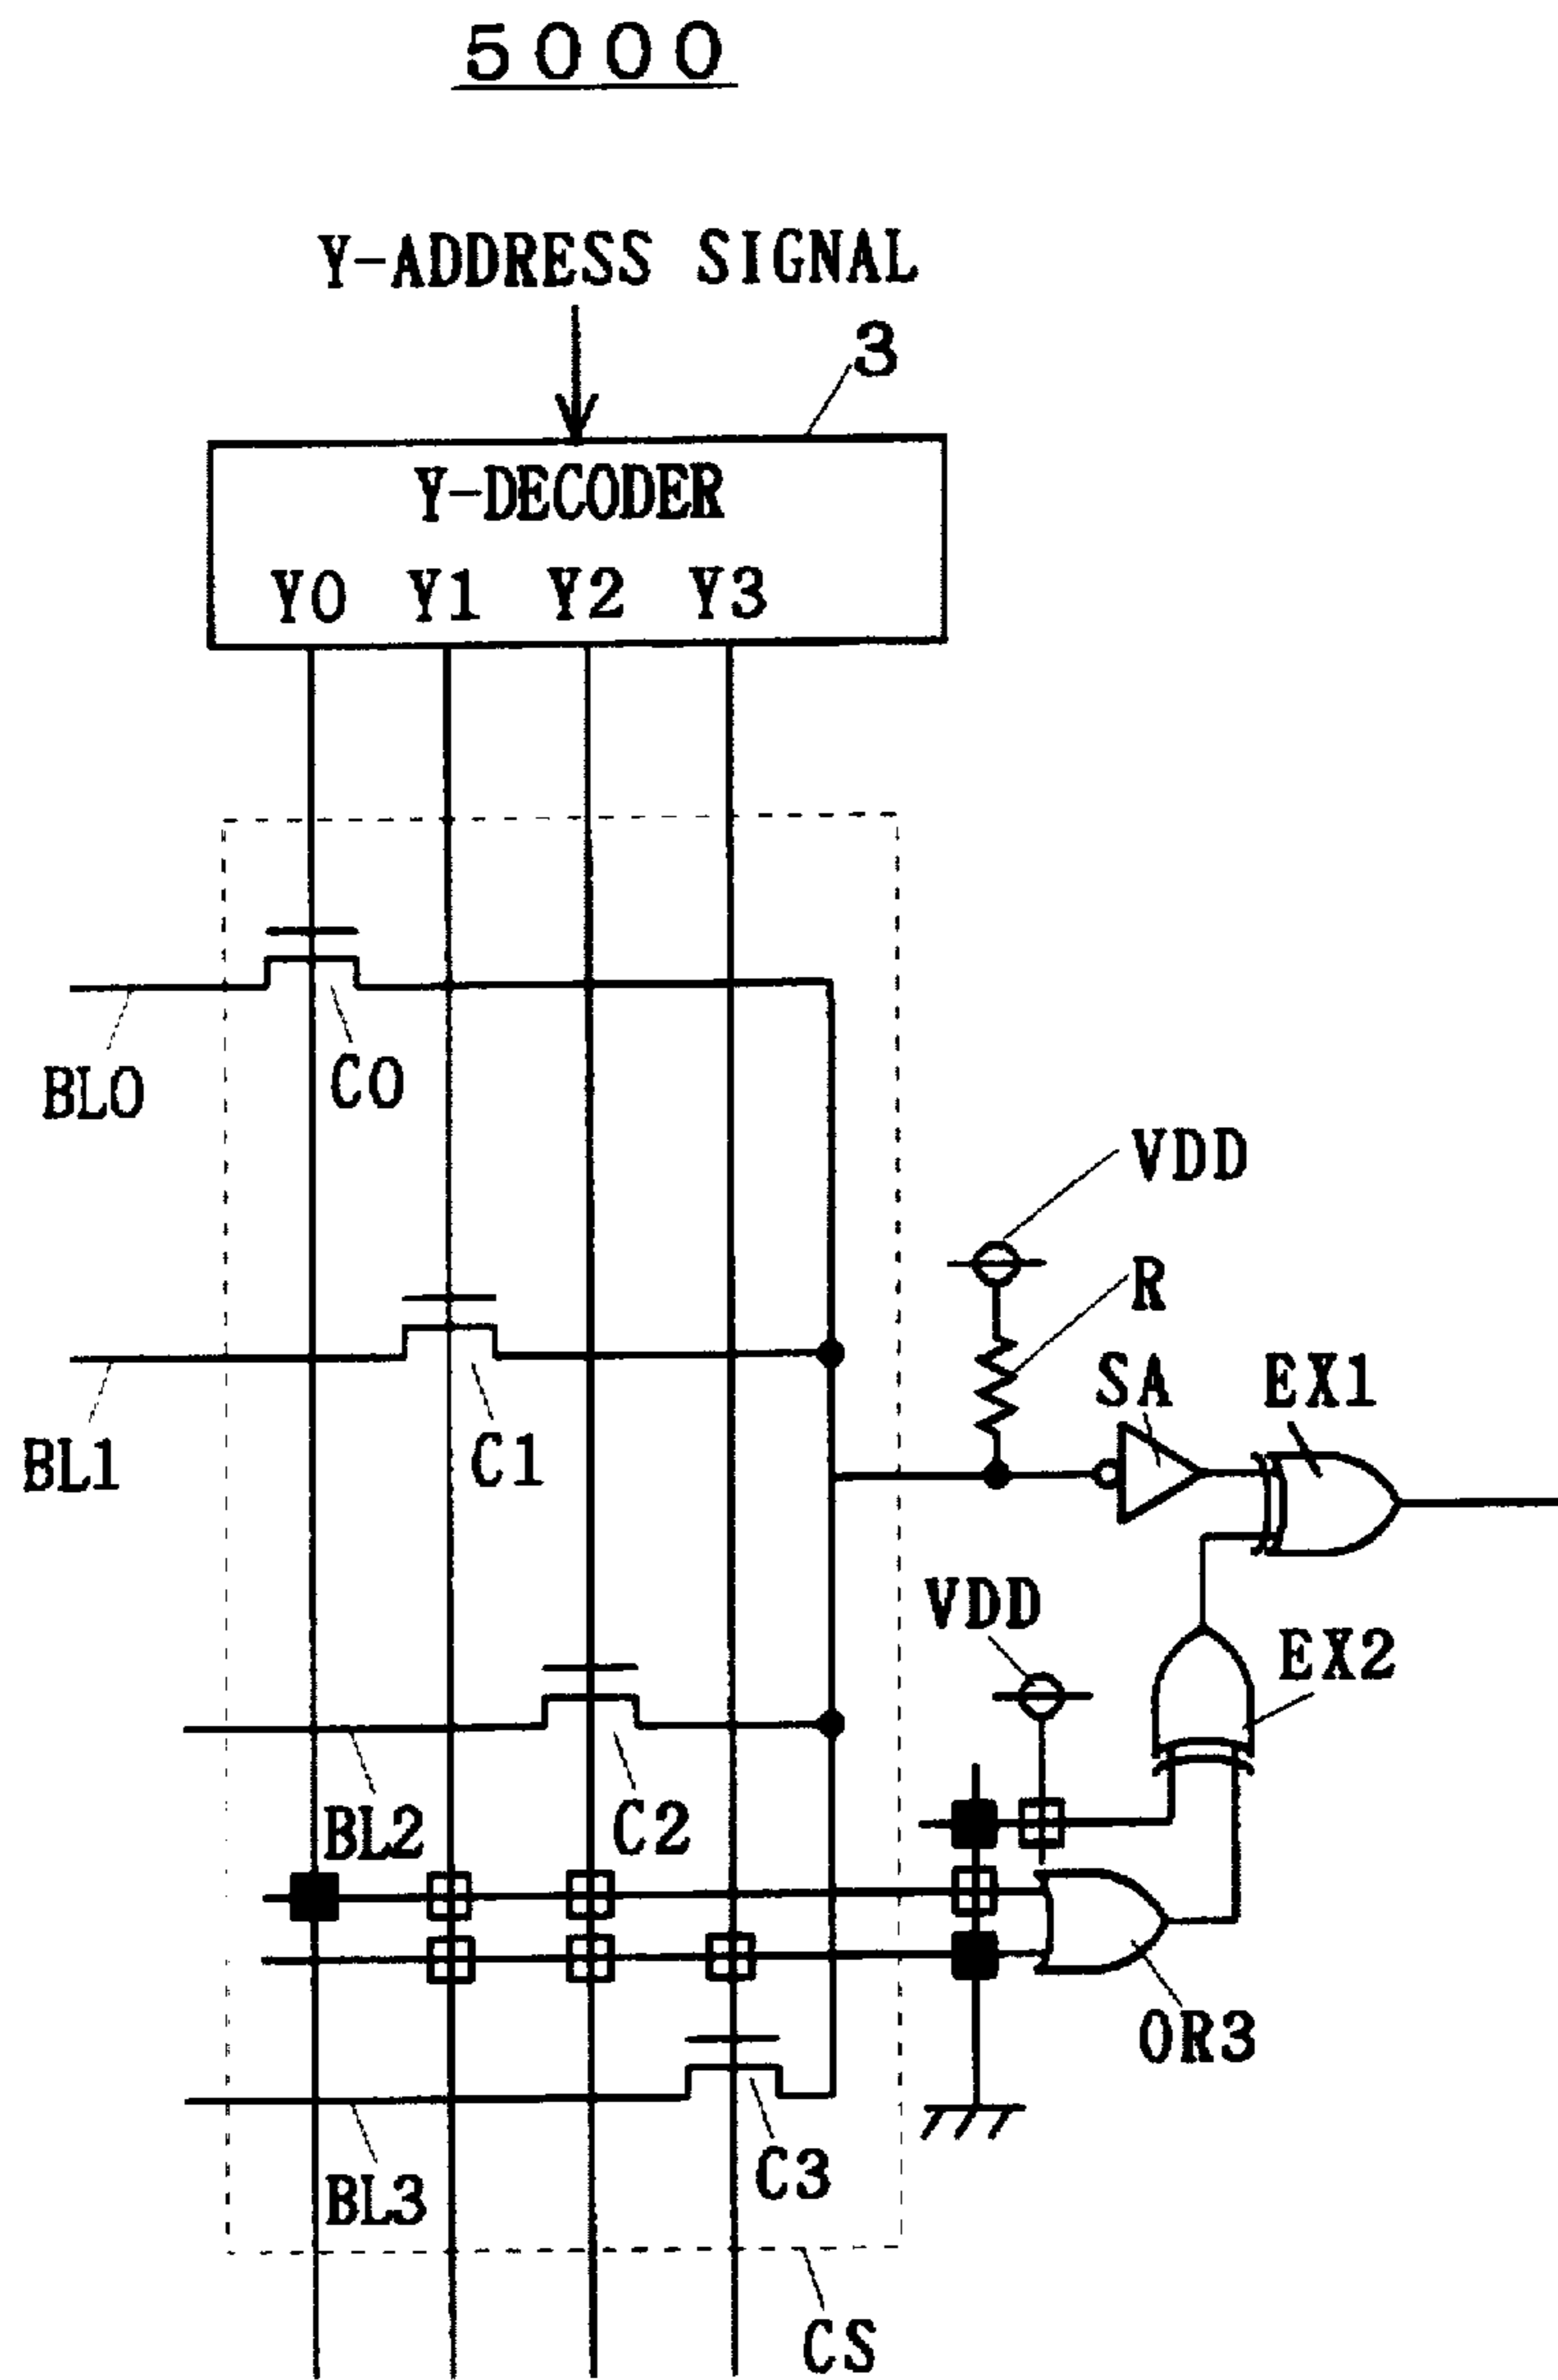 5000
Y-ADDRESS SIGNAL
3
Y-DECODER
Y0 Y1 Y2 Y3
BL0
C0
VDD
R
SA
EX1
BL1
C1
VDD
EX2
BL2
C2
OR3
BL3
C3
CS